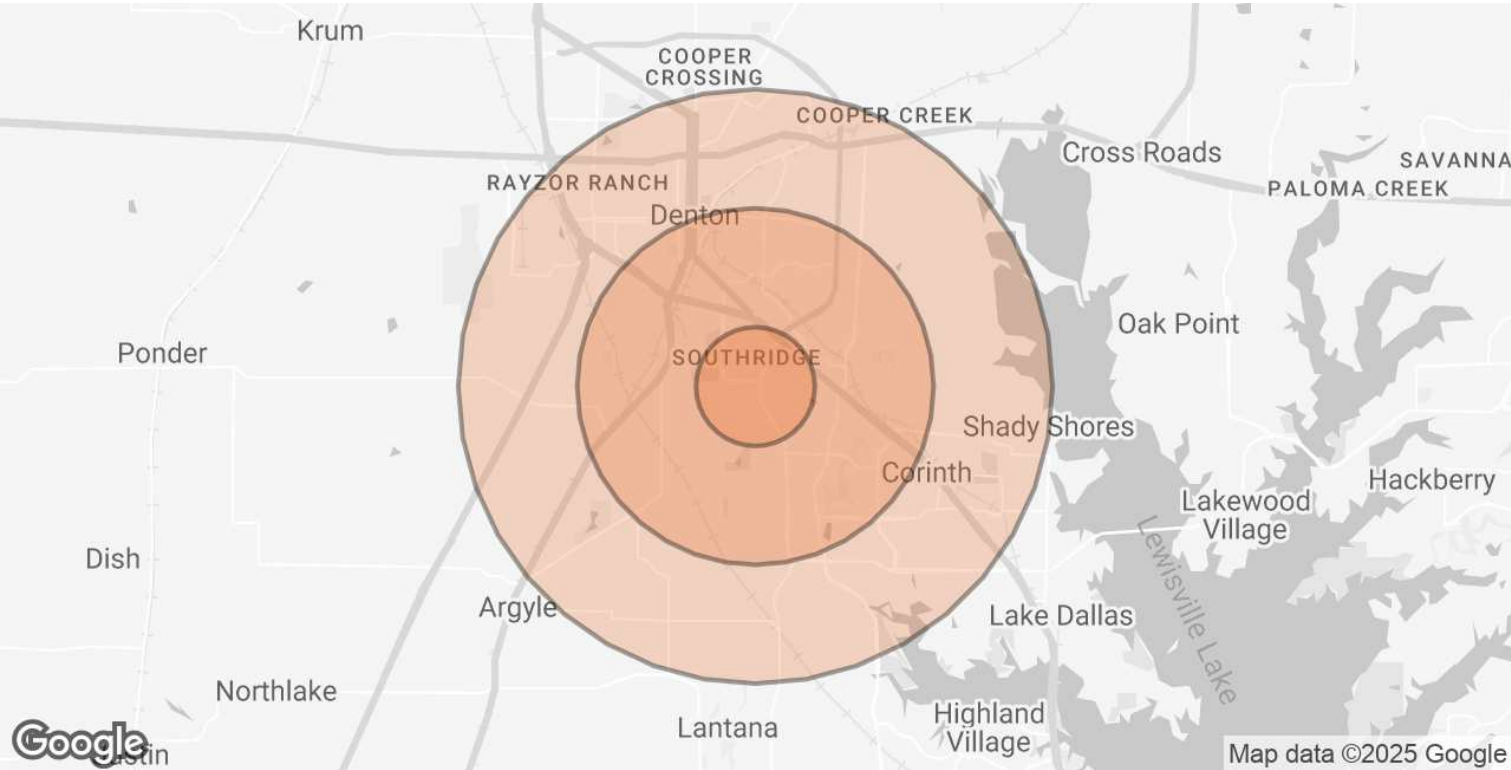 Krum
COOPER
CROSSING
COOPER CREEK
Cross Roads
SAVANNA
RAYZOR RANCH
PALOMA CREEK
Denton
Oak Point
Ponder
SOUTHRIDGE
Shady Shores
Corinth
Hackberry
Lakewood
Village
Dish
Lewisville Lake
Argyle
Lake Dallas
Northlake
Lantana
Highland
Village
Google
Justin
Map data ©2025 Google